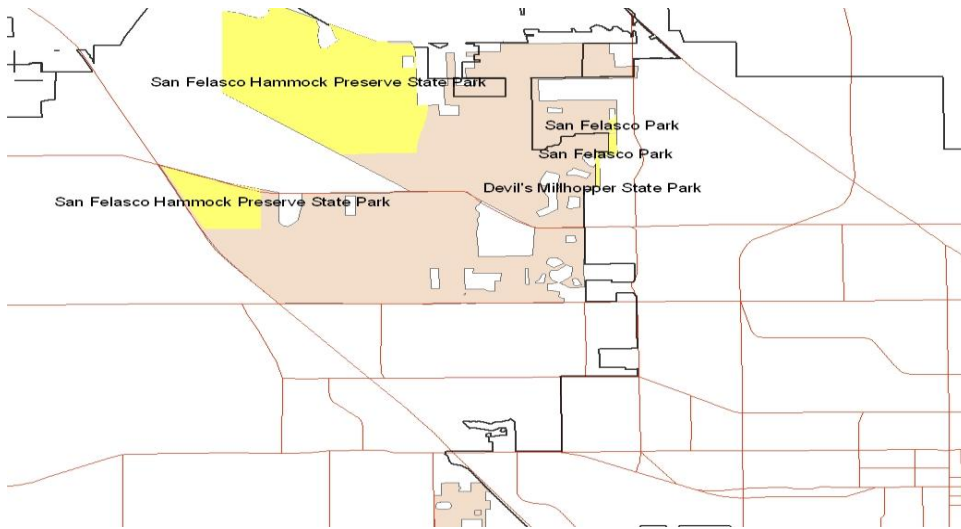 San Felasco Hammock Preserve State Park
San Felasco Park
San Felasco Park
Devil's Millhopper State Park
San Felasco Hammock Preserve State Park